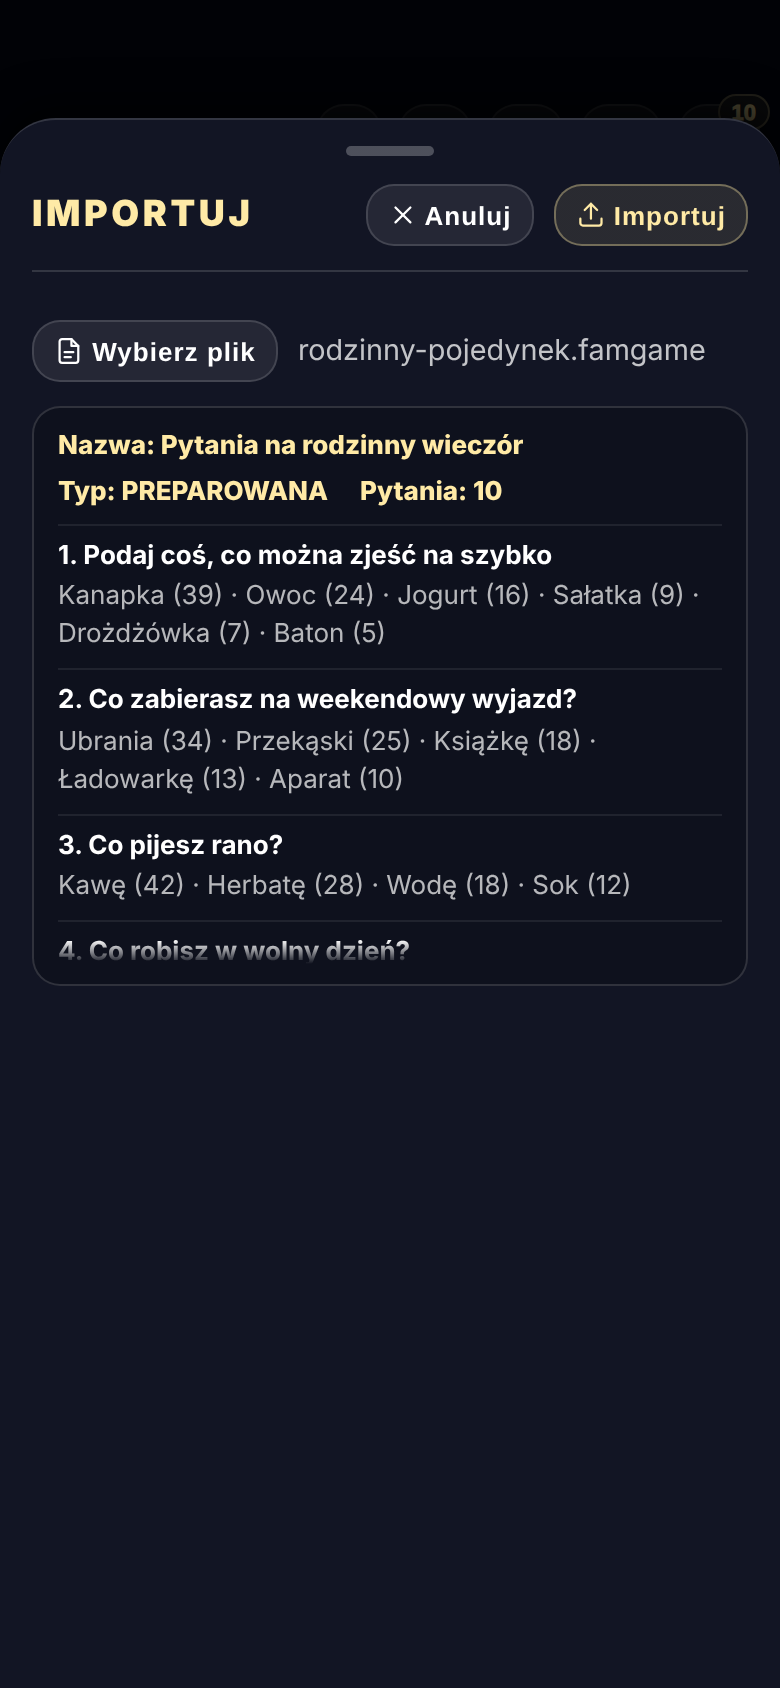 10
IMPORTUJ
Anuluj
Importuj
Wybierz plik
rodzinny-pojedynek.famgame
Nazwa: Pytania na rodzinny wieczór
Typ: PREPAROWANA Pytania: 10
1. Podaj coś, co można zjeść na szybko
Kanapka (39) · Owoc (24) · Jogurt (16) · Sałatka (9) ·
Drożdżówka (7) · Baton (5)
2. Co zabierasz na weekendowy wyjazd?
Ubrania (34) · Przekąski (25) · Książkę (18) ·
Ładowarkę (13) · Aparat (10)
3. Co pijesz rano?
Kawę (42) · Herbatę (28) · Wodę (18) · Sok (12)
4. Co robisz w wolny dzień?